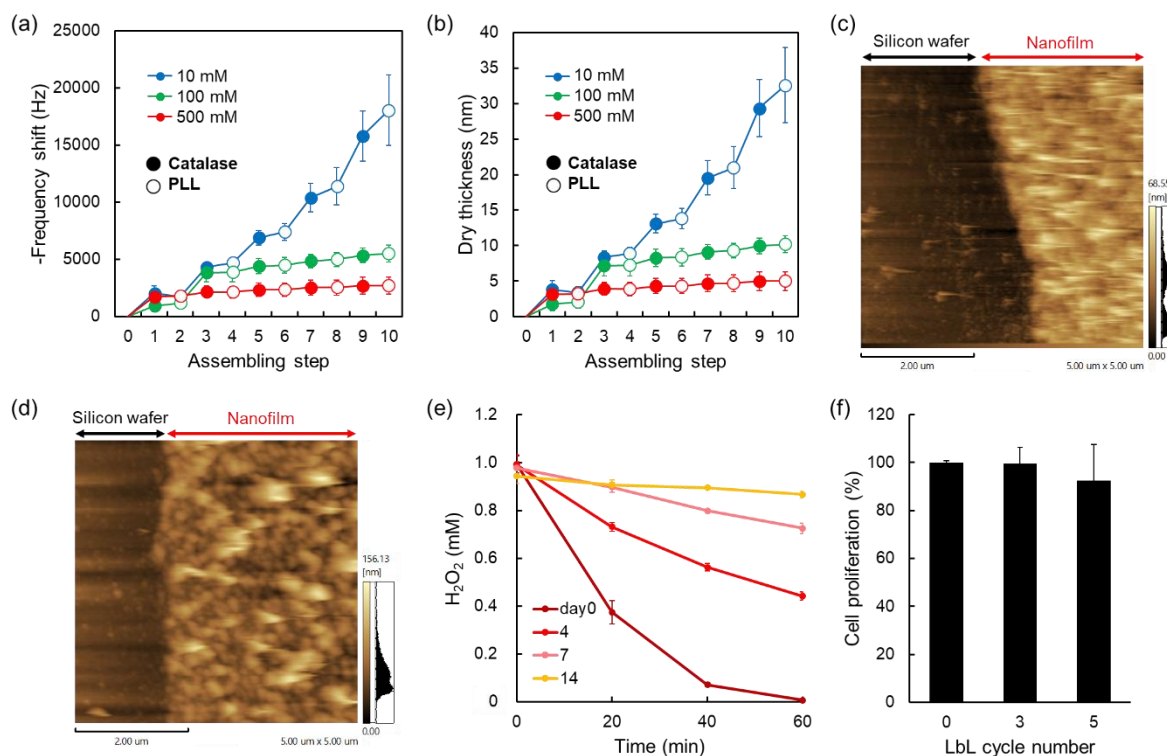 (a)
25000
20000
15000
10000
5000
0
-Frequency shift (Hz)
10 mM
100 mM
500 mM
Catalase
PLL
0 1 2 3 4 5 6 7 8 9 10
Assembling step
(b)
40
35
30
25
20
15
10
5
0
Dry thickness (nm)
10 mM
100 mM
500 mM
Catalase
PLL
0 1 2 3 4 5 6 7 8 9 10
Assembling step
(c)
Silicon wafer Nanofilm
68.55
[nm]
0.00
2.00 um 5.00 um x 5.00 um
(d)
Silicon wafer Nanofilm
156.13
[nm]
0.00
2.00 um 5.00 um x 5.00 um
(e)
1.2
1.0
0.8
0.6
0.4
0.2
0
H₂O₂ (mM)
day0
4
7
14
0 20 40 60
Time (min)
(f)
120
100
80
60
40
20
0
Cell proliferation (%)
0 3 5
LbL cycle number